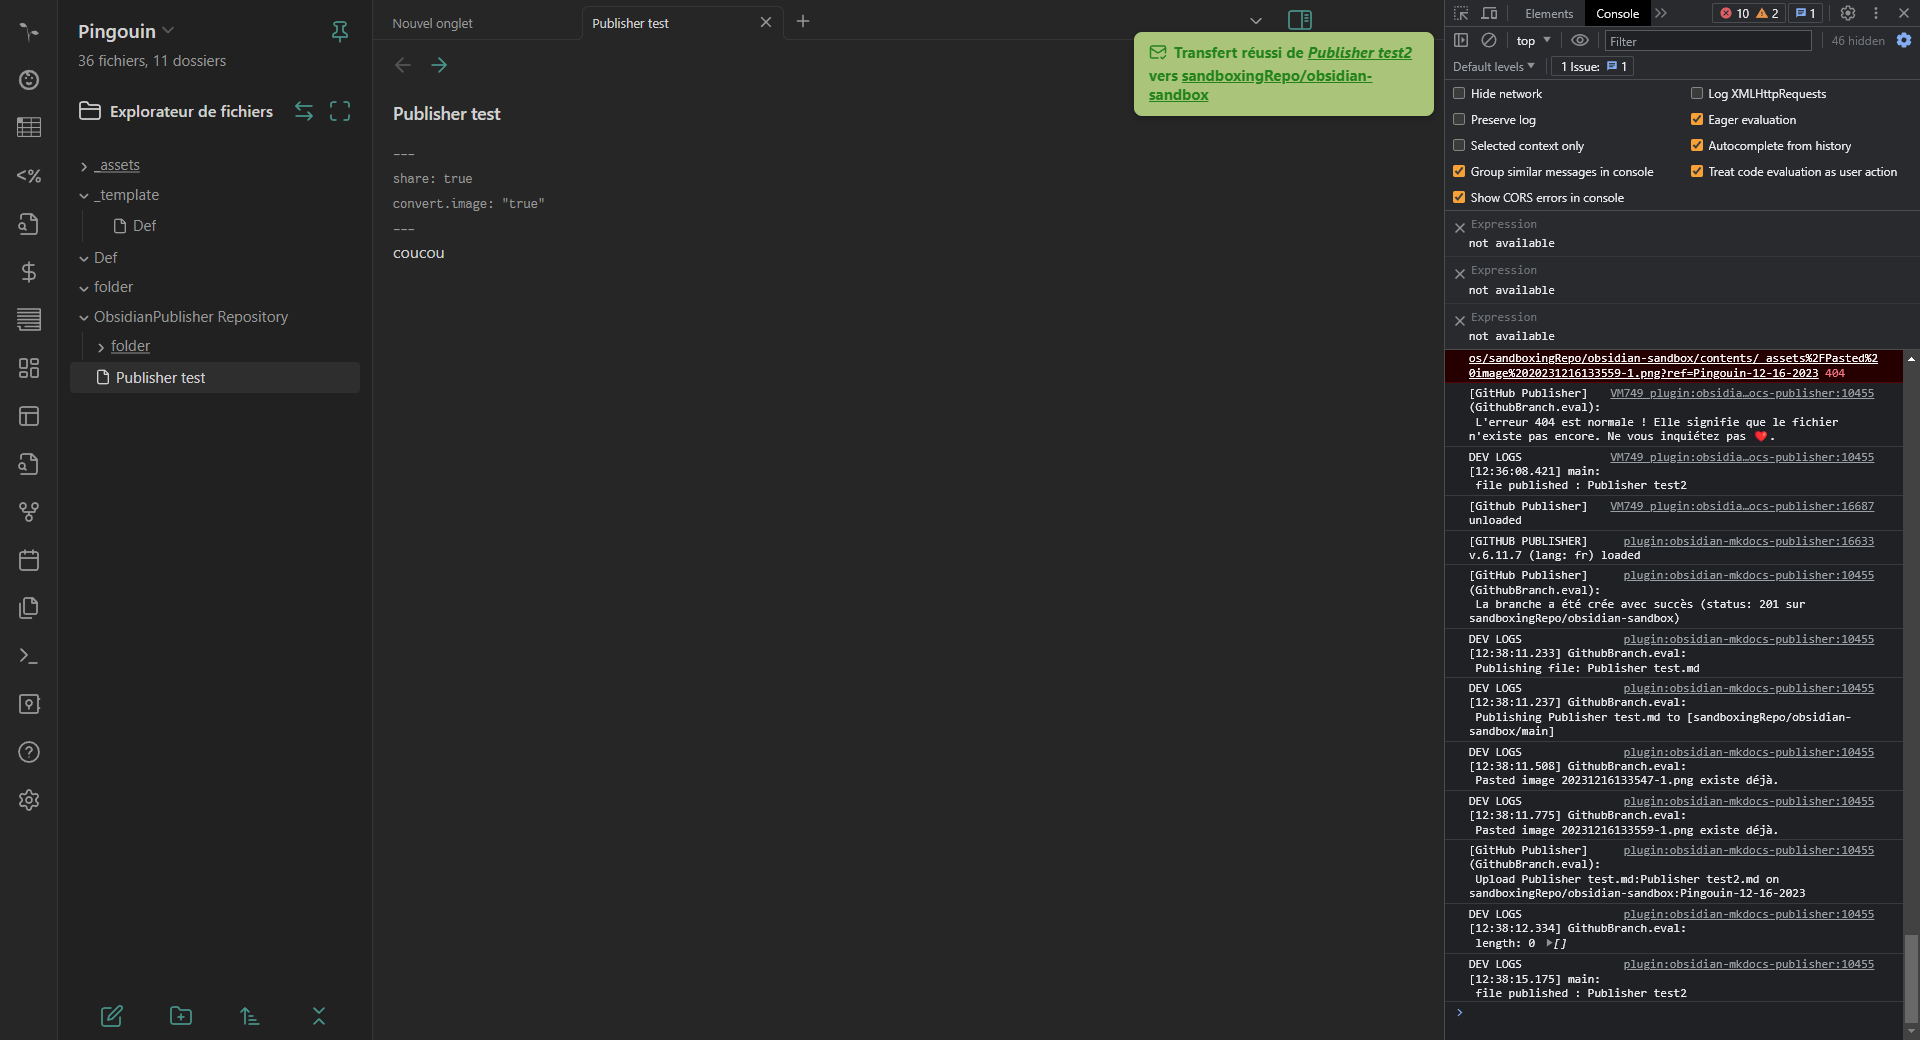 Pingouin
36 fichiers, 11 dossiers
Explorateur de fichiers
_assets
_template
Def
Def
folder
ObsidianPublisher Repository
folder
Publisher test
Nouvel onglet
Publisher test
Publisher test
---
share: true
convert.image: "true"
---
coucou
Transfert réussi de Publisher test2
vers sandboxingRepo/obsidian-
sandbox
Elements
Console
10
2
1
top
Filter
46 hidden
Default levels
1 Issue:
1
Hide network
Log XMLHttpRequests
Preserve log
Eager evaluation
Selected context only
Autocomplete from history
Group similar messages in console
Treat code evaluation as user action
Show CORS errors in console
Expression
not available
Expression
not available
Expression
not available
os/sandboxingRepo/obsidian-sandbox/contents/_assets%2FPasted%2
0image%2020231216133559-1.png?ref=Pingouin-12-16-2023 404
[GitHub Publisher] VM749 plugin:obsidia…ocs-publisher:10455
(GithubBranch.eval):
L'erreur 404 est normale ! Elle signifie que le fichier
n'existe pas encore. Ne vous inquiétez pas ❤️.
DEV LOGS VM749 plugin:obsidia…ocs-publisher:10455
[12:36:08.421] main:
file published : Publisher test2
[Github Publisher] VM749 plugin:obsidia…ocs-publisher:16687
unloaded
[GITHUB PUBLISHER] plugin:obsidian-mkdocs-publisher:16633
v.6.11.7 (lang: fr) loaded
[GitHub Publisher] plugin:obsidian-mkdocs-publisher:10455
(GithubBranch.eval):
La branche a été crée avec succès (status: 201 sur
sandboxingRepo/obsidian-sandbox)
DEV LOGS plugin:obsidian-mkdocs-publisher:10455
[12:38:11.233] GithubBranch.eval:
Publishing file: Publisher test.md
DEV LOGS plugin:obsidian-mkdocs-publisher:10455
[12:38:11.237] GithubBranch.eval:
Publishing Publisher test.md to [sandboxingRepo/obsidian-
sandbox/main]
DEV LOGS plugin:obsidian-mkdocs-publisher:10455
[12:38:11.508] GithubBranch.eval:
Pasted image 20231216133547-1.png existe déjà.
DEV LOGS plugin:obsidian-mkdocs-publisher:10455
[12:38:11.775] GithubBranch.eval:
Pasted image 20231216133559-1.png existe déjà.
[GitHub Publisher] plugin:obsidian-mkdocs-publisher:10455
(GithubBranch.eval):
Upload Publisher test.md:Publisher test2.md on
sandboxingRepo/obsidian-sandbox:Pingouin-12-16-2023
DEV LOGS plugin:obsidian-mkdocs-publisher:10455
[12:38:12.334] GithubBranch.eval:
length: 0 ▶[]
DEV LOGS plugin:obsidian-mkdocs-publisher:10455
[12:38:15.175] main:
file published : Publisher test2